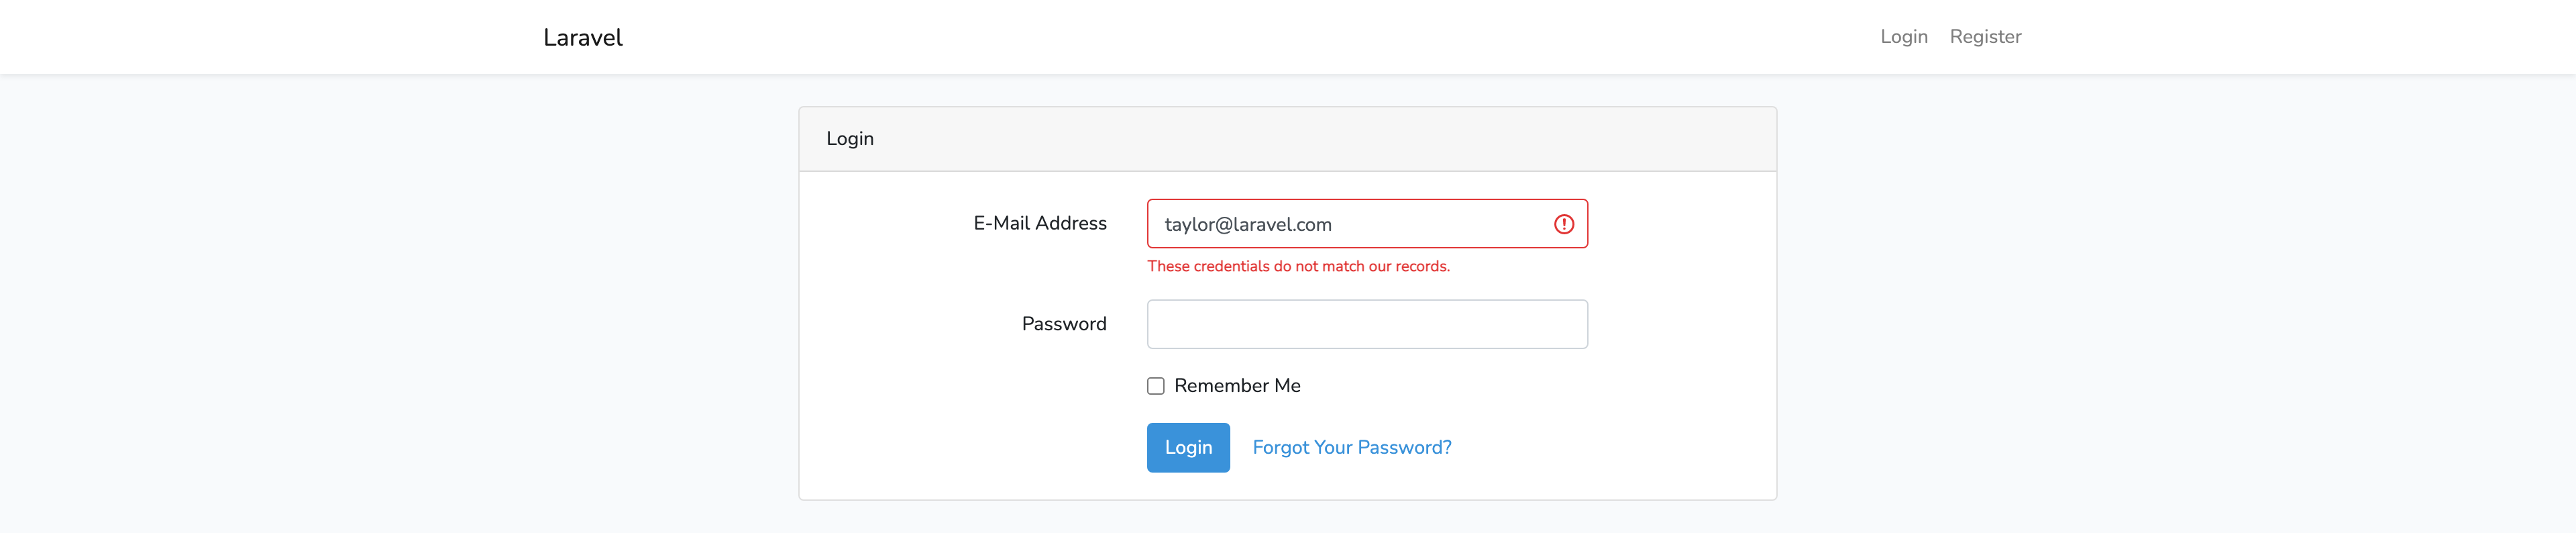 Laravel
Login Register
Login
E-Mail Address taylor@laravel.com
These credentials do not match our records.
Password
Remember Me
Login Forgot Your Password?